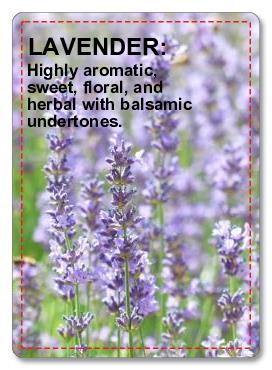 LAVENDER:
Highly aromatic,
sweet, floral, and
herbal with balsamic
undertones.